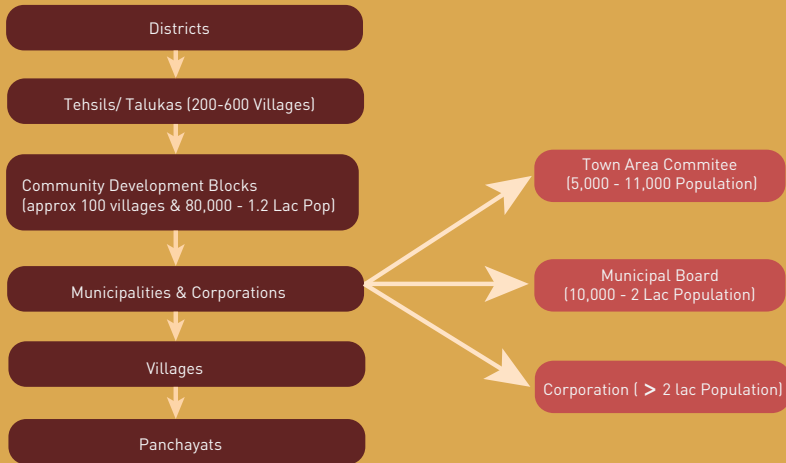 Districts
Tehsils/ Talukas (200-600 Villages)
Community Development Blocks
(approx 100 villages & 80,000 - 1.2 Lac Pop)
Municipalities & Corporations
Villages
Panchayats
Town Area Commitee
(5,000 - 11,000 Population)
Municipal Board
(10,000 - 2 Lac Population)
Corporation ( > 2 lac Population)